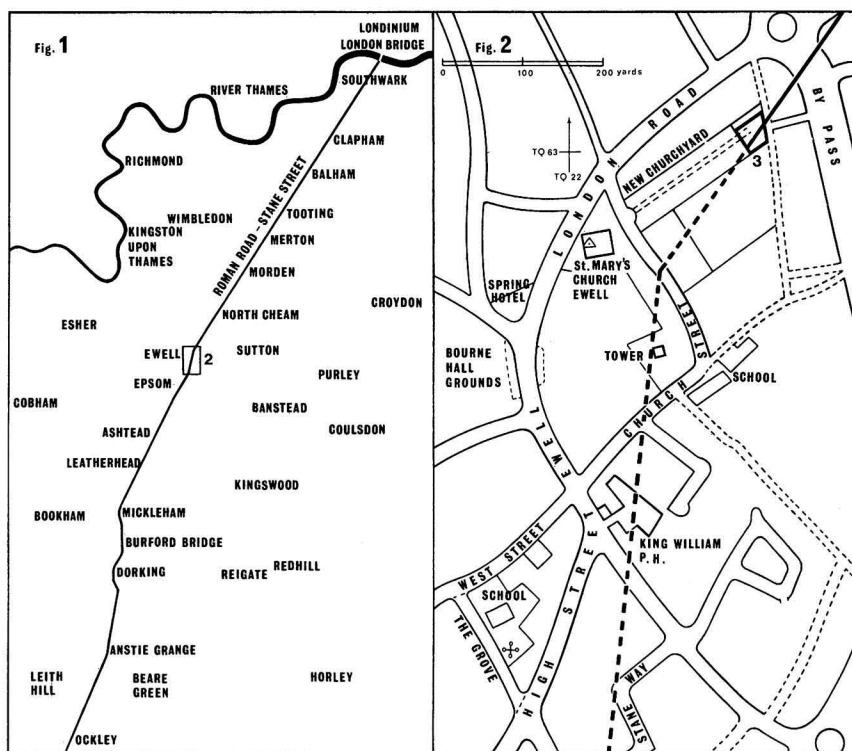 Fig. 1
LONDINIUM
LONDON BRIDGE
SOUTHWARK
RIVER THAMES
CLAPHAM
RICHMOND
BALHAM
WIMBLEDON
TOOTING
KINGSTON
UPON
THAMES
MERTON
ROMAN ROAD - STANE STREET
MORDEN
CROYDON
NORTH CHEAM
ESHER
EWELL
2
SUTTON
EPSOM
PURLEY
COBHAM
BANSTEAD
ASHTEAD
COULSDON
LEATHERHEAD
KINGSWOOD
BOOKHAM
MICKLEHAM
BURFORD BRIDGE
DORKING
REIGATE
REDHILL
ANSTIE GRANGE
LEITH
HILL
BEARE
GREEN
HORLEY
OCKLEY
Fig. 2
0 100 200 yards
LONDON ROAD
BY PASS
NEW CHURCHYARD
3
TQ 63
TQ 22
ST. MARY'S
CHURCH
EWELL
SPRING
HOTEL
BOURNE
HALL
GROUNDS
TOWER
CHURCH STREET
SCHOOL
EWELL
WEST STREET
KING WILLIAM
P.H.
SCHOOL
THE GROVE
HIGH STREET
STANE WAY